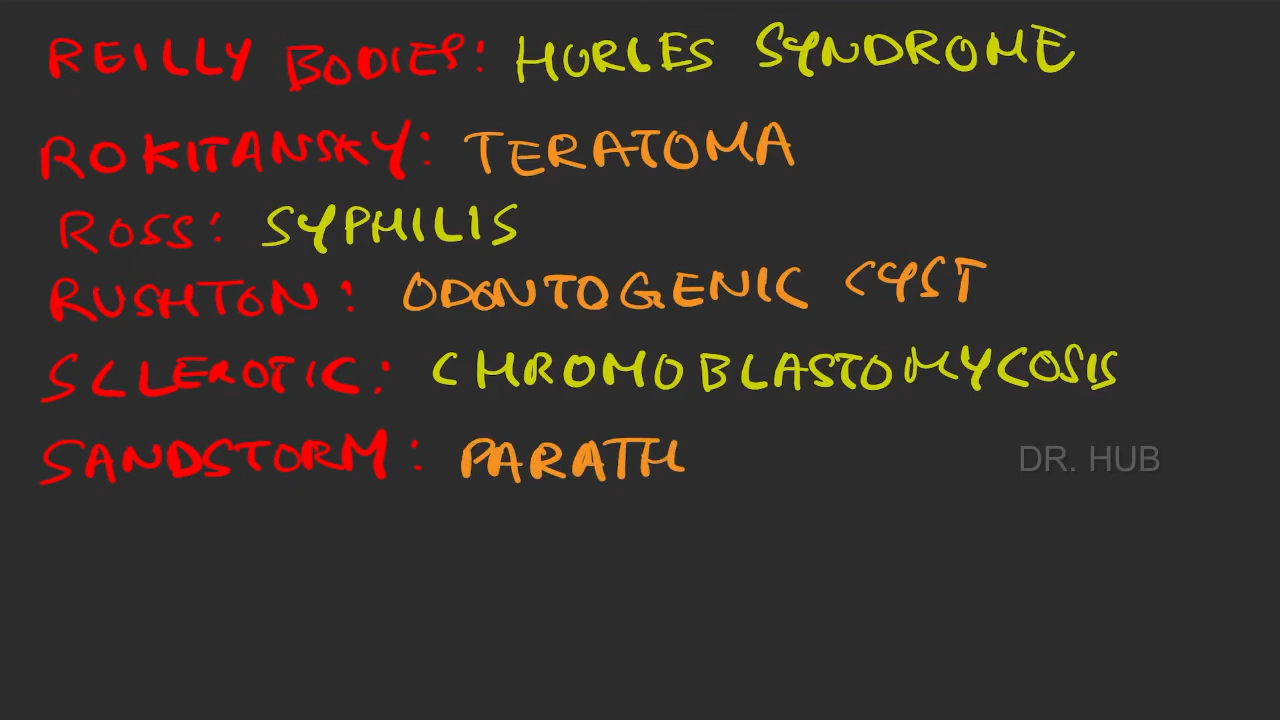 REILLY BODIES: HURLES SYNDROME
ROKITANSKY: TERATOMA
ROSS: SYPHILIS
RUSHTON: ODONTOGENIC CYST
SCLEROTIC: CHROMOBLASTOMYCOSIS
SANDSTORM: PARATH
DR. HUB